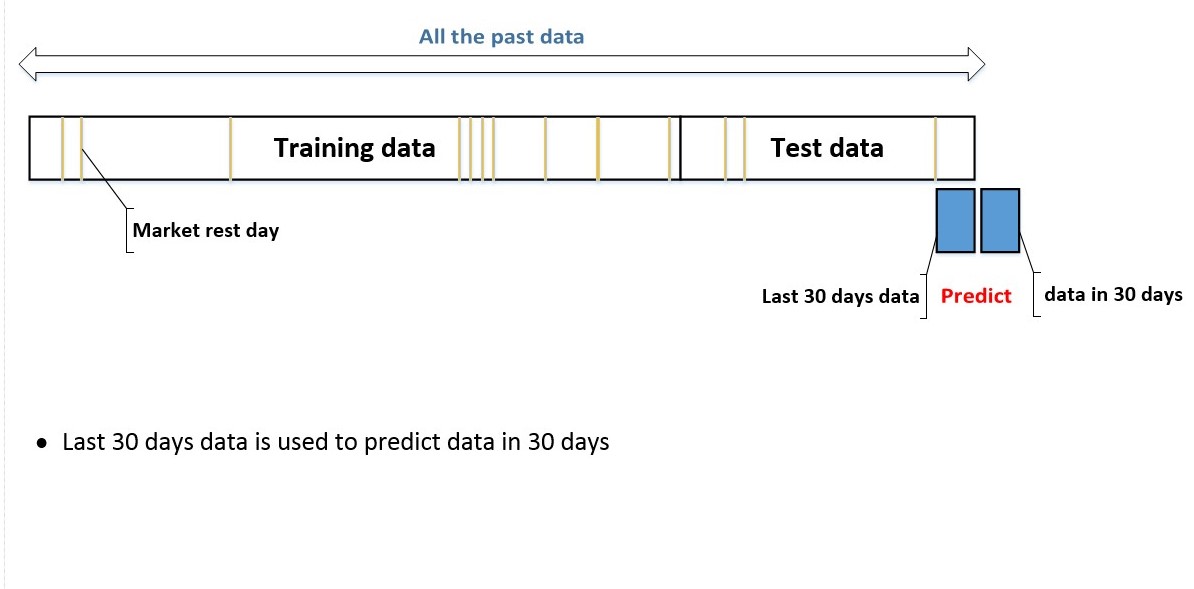 All the past data
Training data
Test data
Market rest day
Last 30 days data
Predict
data in 30 days
● Last 30 days data is used to predict data in 30 days